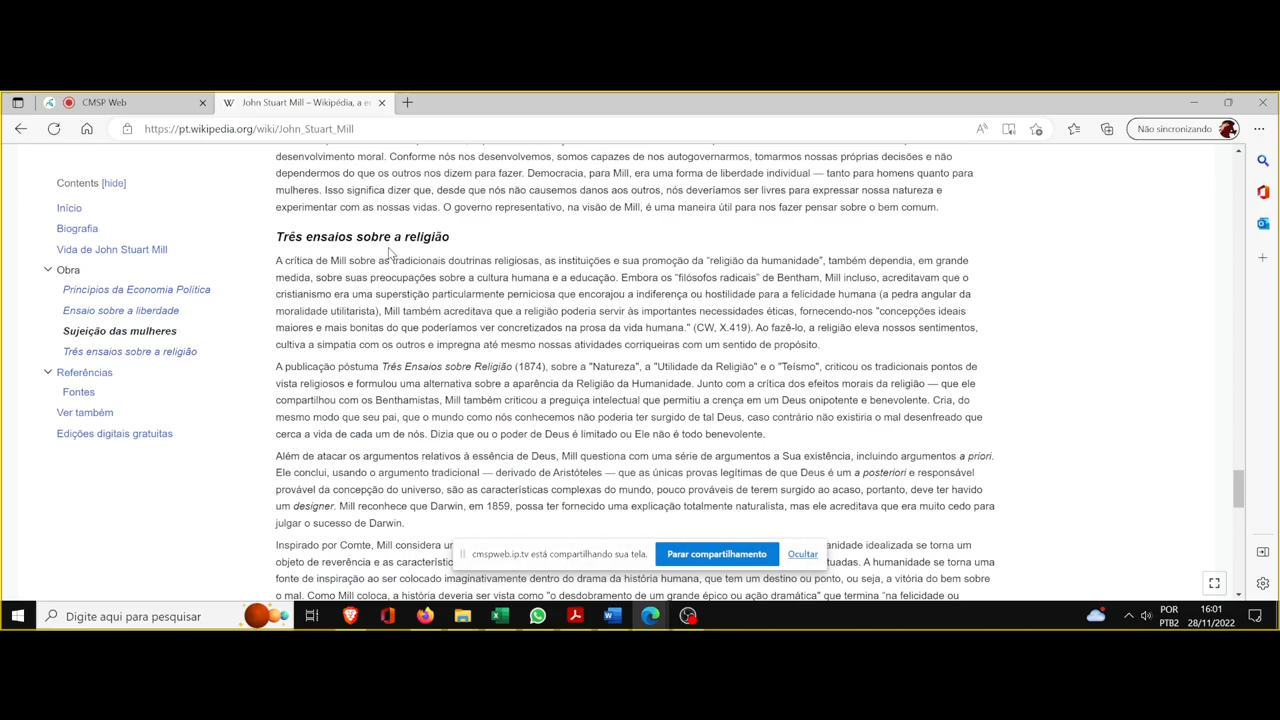 CMSP Web
John Stuart Mill – Wikipédia, a en
https://pt.wikipedia.org/wiki/John_Stuart_Mill
Não sincronizando
Contents [hide]
Início
Biografia
Vida de John Stuart Mill
Obra
Princípios da Economia Política
Ensaio sobre a liberdade
Sujeição das mulheres
Três ensaios sobre a religião
Referências
Fontes
Ver também
Edições digitais gratuitas
desenvolvimento moral. Conforme nós nos desenvolvemos, somos capazes de nos autogovernarmos, tomarmos nossas próprias decisões e não
dependermos do que os outros nos dizem para fazer. Democracia, para Mill, era uma forma de liberdade individual — tanto para homens quanto para
mulheres. Isso significa dizer que, desde que nós não causemos danos aos outros, nós deveríamos ser livres para expressar nossa natureza e
experimentar com as nossas vidas. O governo representativo, na visão de Mill, é uma maneira útil para nos fazer pensar sobre o bem comum.
Três ensaios sobre a religião
A crítica de Mill sobre as tradicionais doutrinas religiosas, as instituições e sua promoção da “religião da humanidade”, também dependia, em grande
medida, sobre suas preocupações sobre a cultura humana e a educação. Embora os “filósofos radicais” de Bentham, Mill incluso, acreditavam que o
cristianismo era uma superstição particularmente perniciosa que encorajou a indiferença ou hostilidade para a felicidade humana (a pedra angular da
moralidade utilitarista), Mill também acreditava que a religião poderia servir às importantes necessidades éticas, fornecendo-nos "concepções ideais
maiores e mais bonitas do que poderíamos ver concretizados na prosa da vida humana." (CW, X.419). Ao fazê-lo, a religião eleva nossos sentimentos,
cultiva a simpatia com os outros e impregna até mesmo nossas atividades corriqueiras com um sentido de propósito.
A publicação póstuma Três Ensaios sobre Religião (1874), sobre a "Natureza", a "Utilidade da Religião" e o "Teísmo", criticou os tradicionais pontos de
vista religiosos e formulou uma alternativa sobre a aparência da Religião da Humanidade. Junto com a crítica dos efeitos morais da religião — que ele
compartilhou com os Benthamistas, Mill também criticou a preguiça intelectual que permitiu a crença em um Deus onipotente e benevolente. Cria, do
mesmo modo que seu pai, que o mundo como nós conhecemos não poderia ter surgido de tal Deus, caso contrário não existiria o mal desenfreado que
cerca a vida de cada um de nós. Dizia que ou o poder de Deus é limitado ou Ele não é todo benevolente.
Além de atacar os argumentos relativos à essência de Deus, Mill questiona com uma série de argumentos a Sua existência, incluindo argumentos a priori.
Ele conclui, usando o argumento tradicional — derivado de Aristóteles — que as únicas provas legítimas de que Deus é um a posteriori e responsável
provável da concepção do universo, são as características complexas do mundo, pouco prováveis de terem surgido ao acaso, portanto, deve ter havido
um designer. Mill reconhece que Darwin, em 1859, possa ter fornecido uma explicação totalmente naturalista, mas ele acreditava que era muito cedo para
julgar o sucesso de Darwin.
Inspirado por Comte, Mill considera um
anidade idealizada se torna um
objeto de reverência e as característic
tuadas. A humanidade se torna uma
fonte de inspiração ao ser colocado imaginativamente dentro do drama da história humana, que tem um destino ou ponto, ou seja, a vitória do bem sobre
o mal. Como Mill coloca, a história deveria ser vista como "o desdobramento de um grande épico ou ação dramática" que termina “na felicidade ou
cmspweb.ip.tv está compartilhando sua tela.
Parar compartilhamento
Ocultar
Digite aqui para pesquisar
POR
PTB2
16:01
28/11/2022